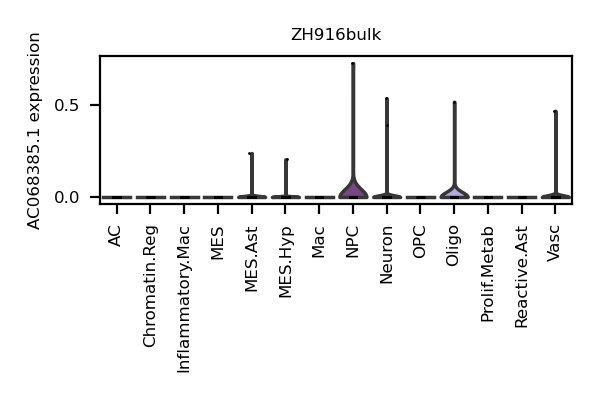 ZH916bulk
AC068385.1 expression
0.5
0.0
AC
Chromatin.Reg
Inflammatory.Mac
MES
MES.Ast
MES.Hyp
Mac
NPC
Neuron
OPC
Oligo
Prolif.Metab
Reactive.Ast
Vasc